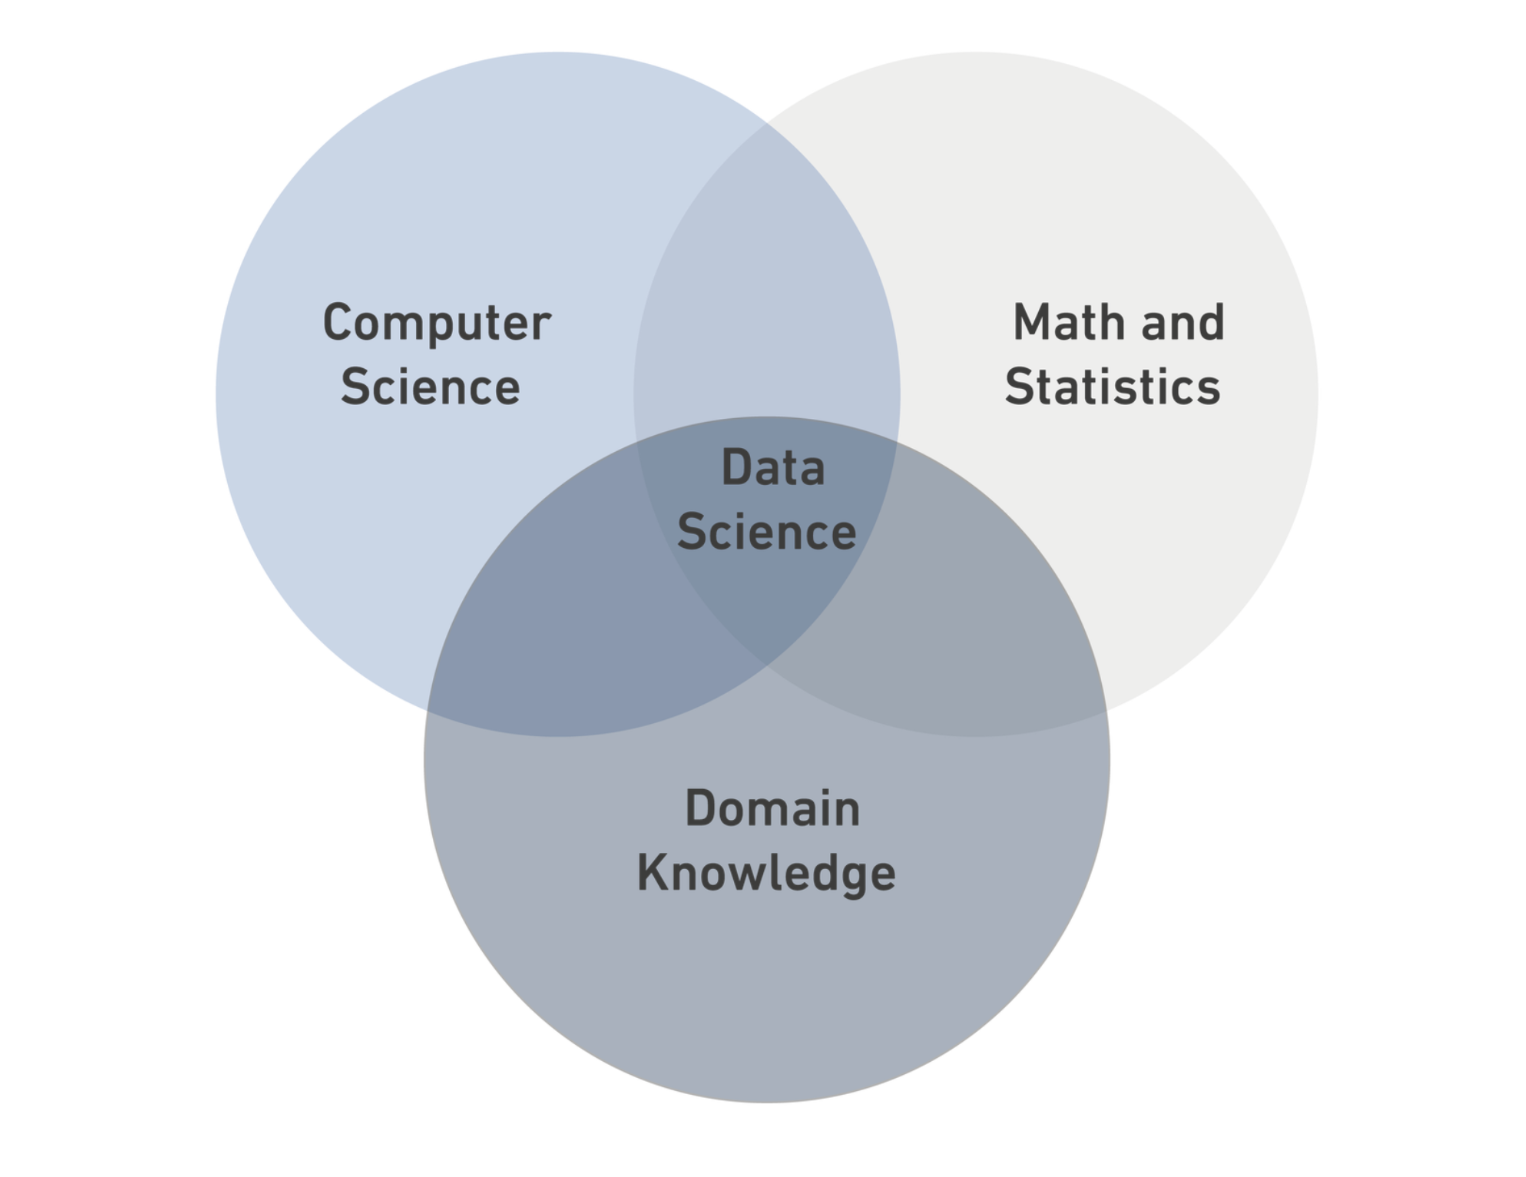 Computer
Science
Math and
Statistics
Data
Science
Domain
Knowledge